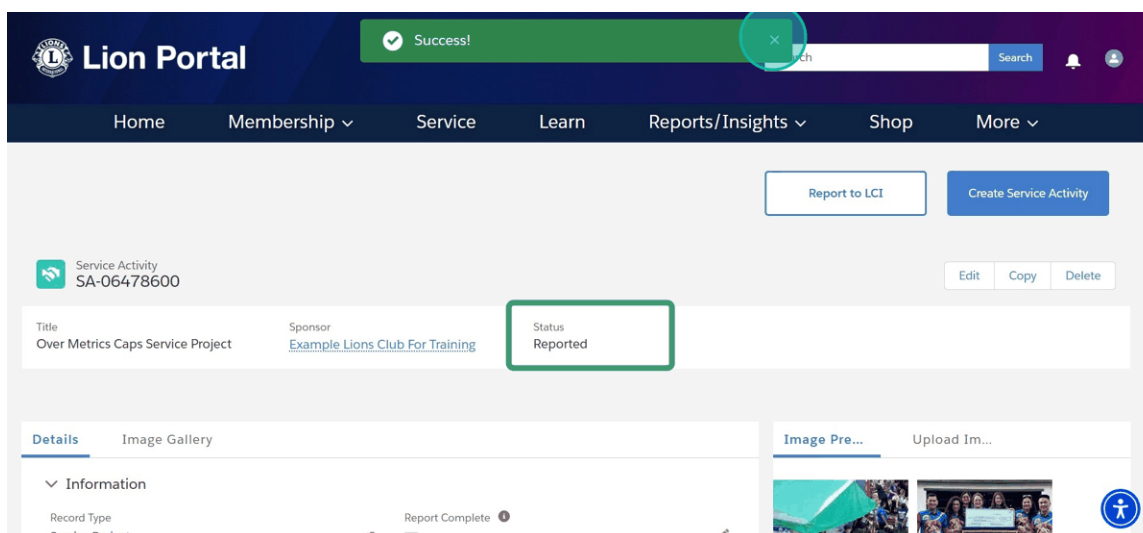 Lion Portal
Success!
Search
Home Membership Service Learn Reports/Insights Shop More
Report to LCI
Create Service Activity
Service Activity
SA-06478600
Edit Copy Delete
Title
Over Metrics Caps Service Project
Sponsor
Example Lions Club For Training
Status
Reported
Details Image Gallery
Image Pre... Upload Im...
Information
Record Type
Report Complete